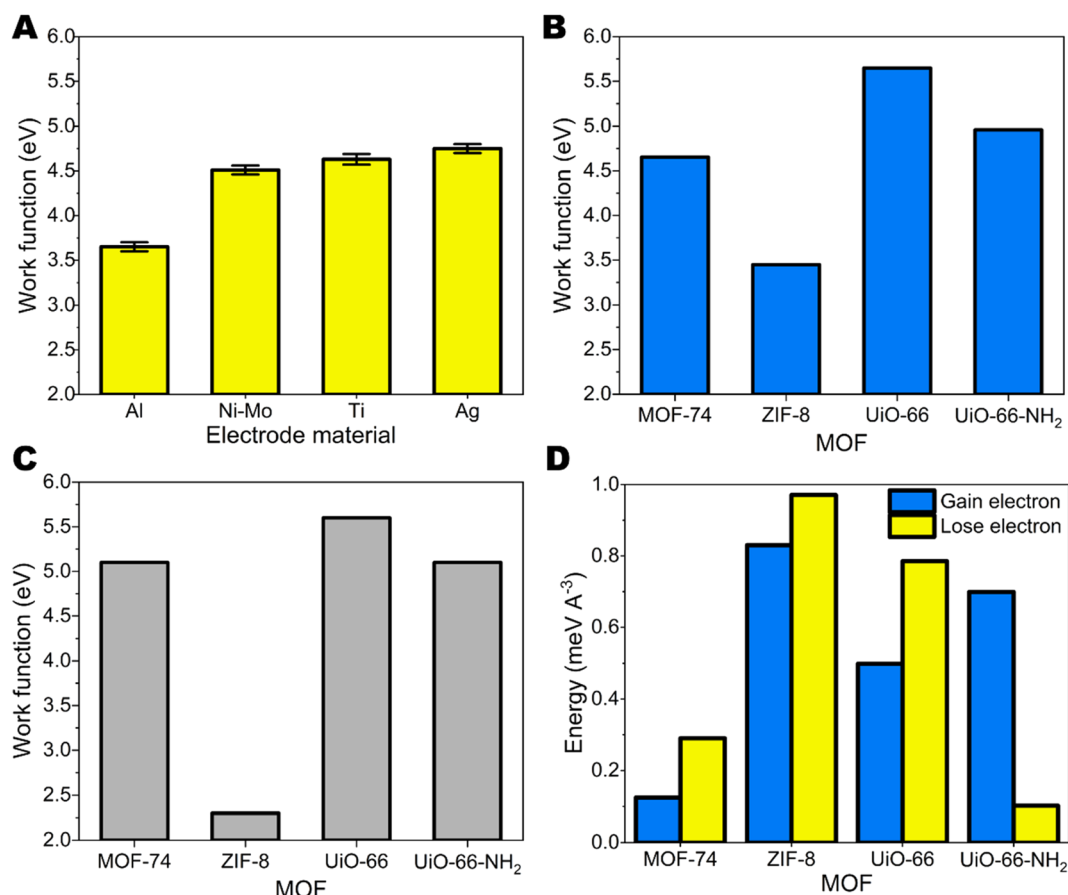 A
Work function (eV)
6.0
5.5
5.0
4.5
4.0
3.5
3.0
2.5
2.0
Al Ni-Mo Ti Ag
Electrode material
B
Work function (eV)
6.0
5.5
5.0
4.5
4.0
3.5
3.0
2.5
2.0
MOF-74 ZIF-8 UiO-66 UiO-66-NH₂
MOF
C
Work function (eV)
6.0
5.5
5.0
4.5
4.0
3.5
3.0
2.5
2.0
MOF-74 ZIF-8 UiO-66 UiO-66-NH₂
MOF
D
Energy (meV A⁻³)
1.0
0.8
0.6
0.4
0.2
0.0
Gain electron
Lose electron
MOF-74 ZIF-8 UiO-66 UiO-66-NH₂
MOF